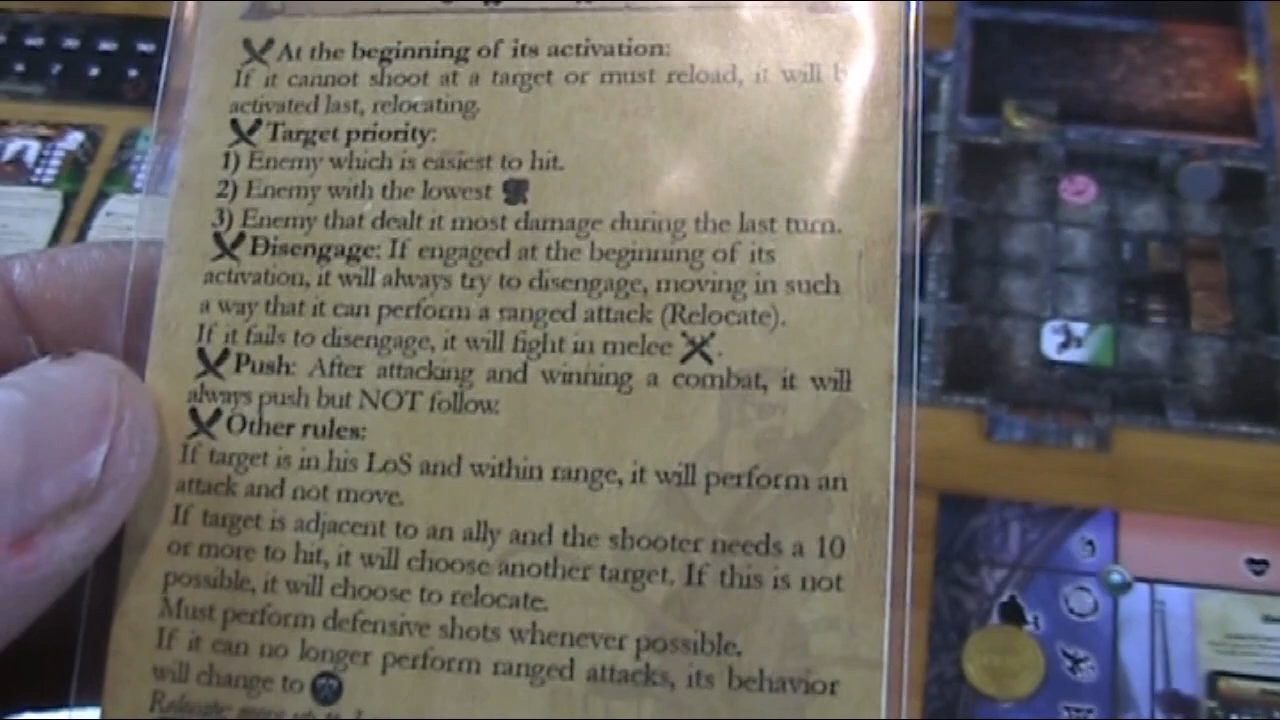 At the beginning of its activation:
If it cannot shoot at a target or must reload, it will b
activated last, relocating.
Target priority:
1) Enemy which is easiest to hit.
2) Enemy with the lowest
3) Enemy that dealt it most damage during the last turn.
Disengage: If engaged at the beginning of its
activation, it will always try to disengage, moving in such
a way that it can perform a ranged attack (Relocate).
If it fails to disengage, it will fight in melee .
Push: After attacking and winning a combat, it will
always push but NOT follow.
Other rules:
If target is in his LoS and within range, it will perform an
attack and not move.
If target is adjacent to an ally and the shooter needs a 10
or more to hit, it will choose another target. If this is not
possible, it will choose to relocate.
Must perform defensive shots whenever possible.
If it can no longer perform ranged attacks, its behavior
will change to
Relocate: